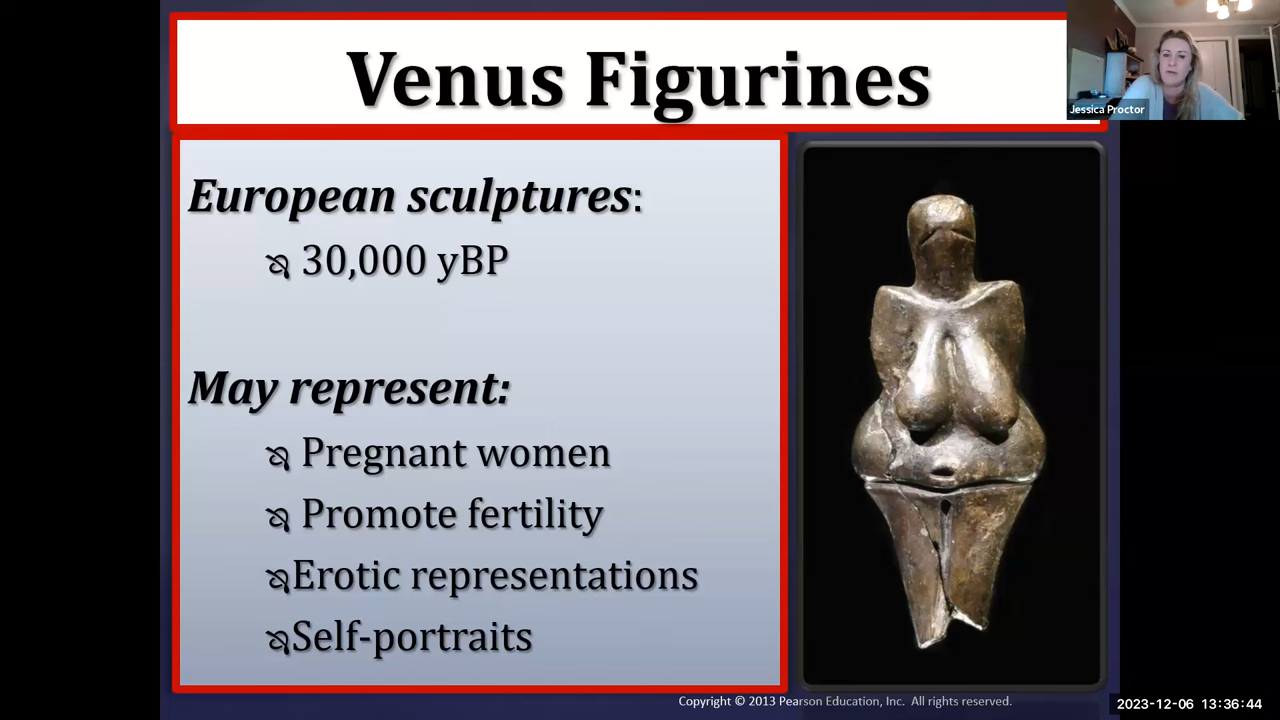 Venus Figurines
Jessica Proctor
European sculptures:
30,000 yBP
May represent:
Pregnant women
Promote fertility
Erotic representations
Self-portraits
Copyright © 2013 Pearson Education, Inc. All rights reserved.
2023-12-06 13:36:44